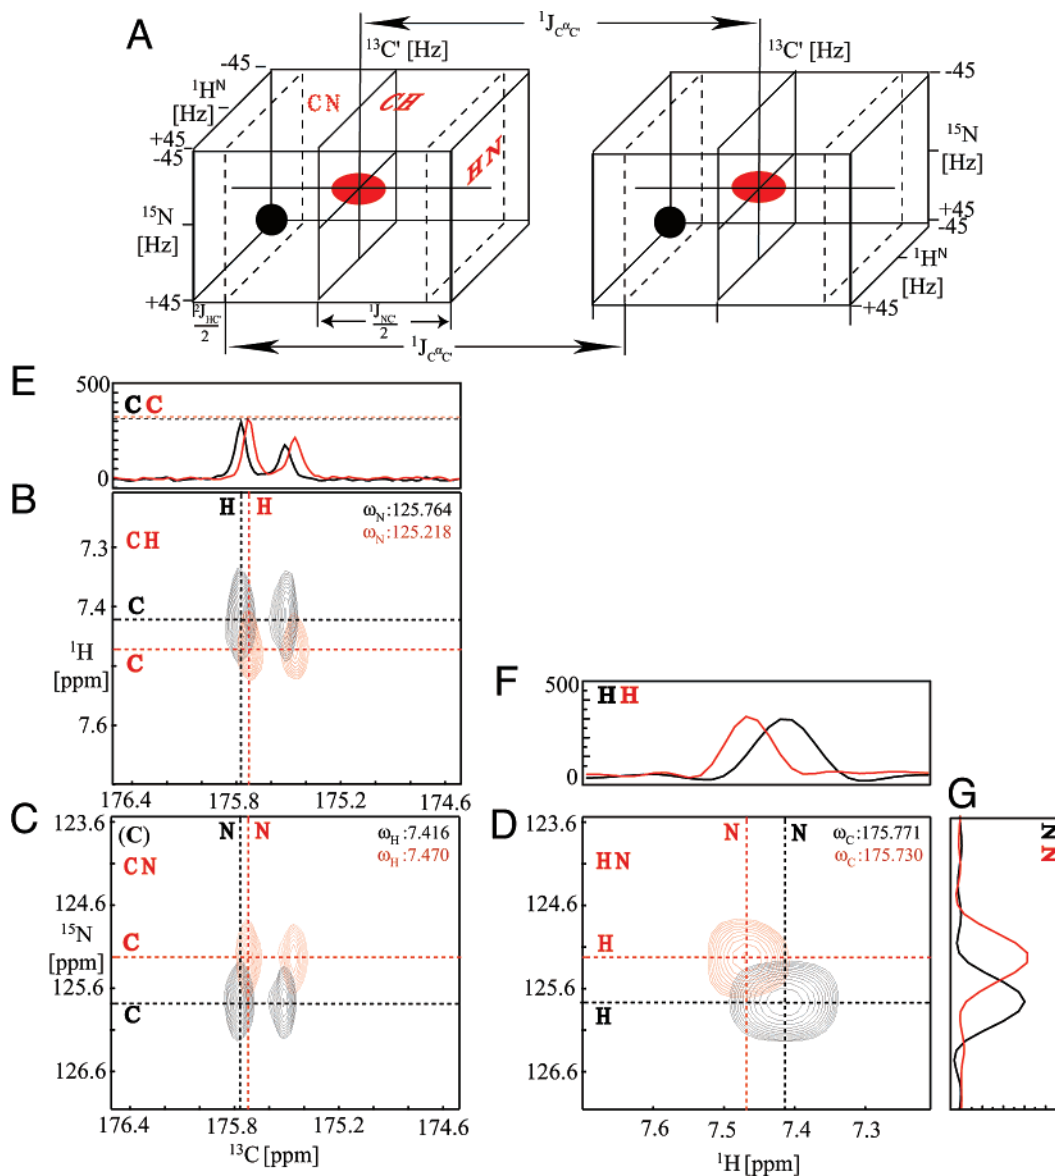 A
¹J_CαC'
¹³C' [Hz]
¹³C' [Hz]
-45
¹H^N
[Hz]
+45
-45
¹⁵N
[Hz]
+45
CN
CH
HN
²J_HC'/2
¹J_NC'/2
¹J_CαC'
-45
¹⁵N
[Hz]
+45
-45
¹H^N
[Hz]
+45
E
500
0
C C
B
H H
ω_N:125.764
ω_N:125.218
CH
7.3
7.4
¹H
[ppm]
7.6
C
C
176.4 175.8 175.2 174.6
F
500
0
H H
C
123.6
(C)
N N
ω_H:7.416
ω_H:7.470
CN
124.6
¹⁵N
[ppm]
125.6
126.6
C
C
176.4 175.8 175.2 174.6
¹³C [ppm]
D
123.6
N N
ω_C:175.771
ω_C:175.730
HN
124.6
H
125.6
H
126.6
7.6 7.5 7.4 7.3
¹H [ppm]
G
N
N